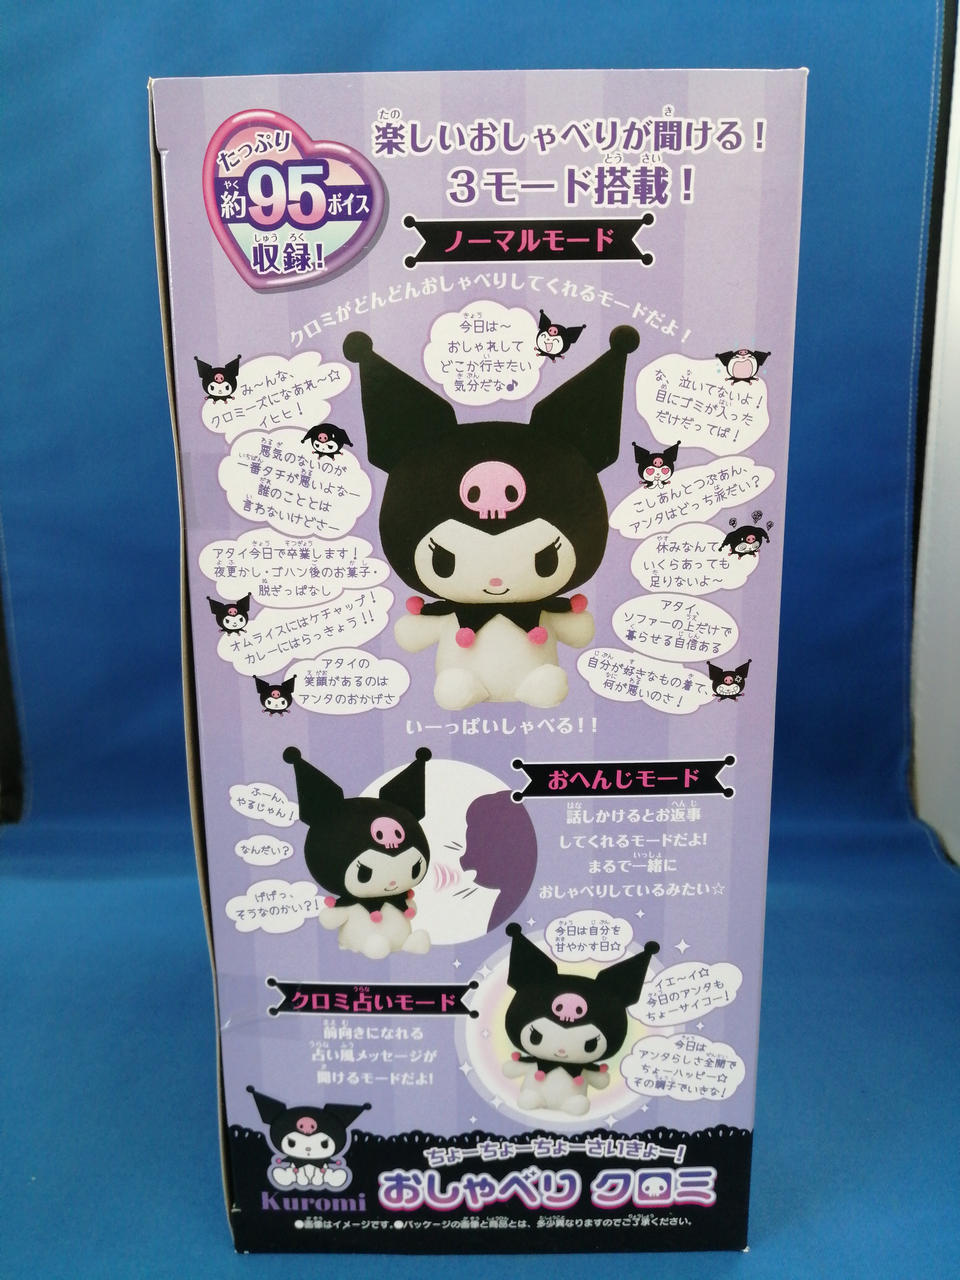 たっぷり
約95ボイス
収録!
楽しいおしゃべりが聞ける!
3モード搭載!
ノーマルモード
クロミがどんどんおしゃべりしてくれるモードだよ!
今日は〜
おしゃれして
どこか行きたい
気分だな♪
み〜んな、
クロミーズになあれ〜☆
イヒヒ!
悪気のないのが
一番タチが悪いよなー
誰のこととは
言わないけどさー
アタイ今日で卒業します!
夜更かし・ゴハン後のお菓子・
脱ぎっぱなし
オムライスにはケチャップ!
カレーにはらっきょう!!
アタイの
笑顔があるのは
アンタのおかげさ
な、泣いてないよ!
目にゴミが入った
だけだってば!
こしあんとつぶあん、
アンタはどっち派だい?
休みなんて
いくらあっても
足りないよ〜
アタイ、
ソファーの上だけで
暮らせる自信ある
自分が好きなもの着て、
何が悪いのさ!
いーっぱいしゃべる!!
おへんじモード
話しかけるとお返事
してくれるモードだよ!
まるで一緒に
おしゃべりしているみたい☆
ふーん、
やるじゃん!
なんだい?
げげっ、
そうなのかい?!
クロミ占いモード
前向きになれる
占い風メッセージが
聞けるモードだよ!
今日は自分を
甘やかす日☆
イエ〜イ☆
今日のアンタも
ちょーサイコー!
今日は
アンタらしさ全開で
ちょーハッピー☆
その調子でいきな!
ちょーちょーちょーさいきょー!
おしゃべり クロミ
Kuromi
●画像はイメージです。●パッケージの画像と商品とは、多少異なりますのでご了承ください。